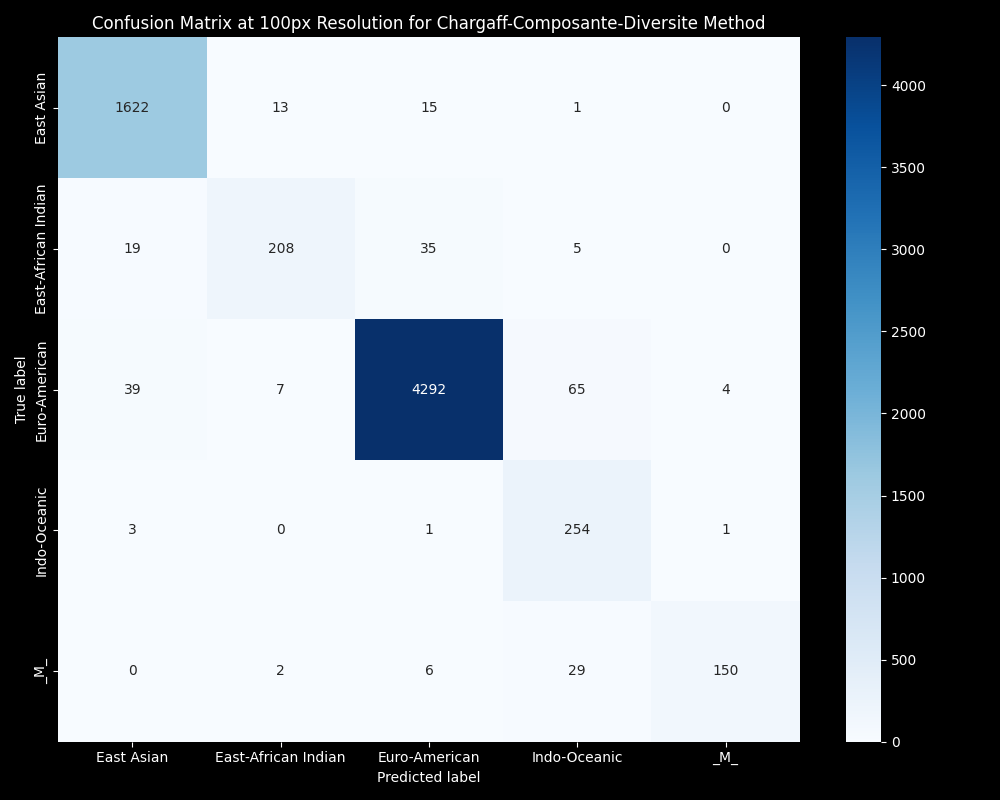 Confusion Matrix at 100px Resolution for Chargaff-Composante-Diversite Method
True label
East Asian
1622 13 15 1 0
East-African Indian
19 208 35 5 0
Euro-American
39 7 4292 65 4
Indo-Oceanic
3 0 1 254 1
_M_
0 2 6 29 150
East Asian East-African Indian Euro-American Indo-Oceanic _M_
Predicted label
4000
3500
3000
2500
2000
1500
1000
500
0